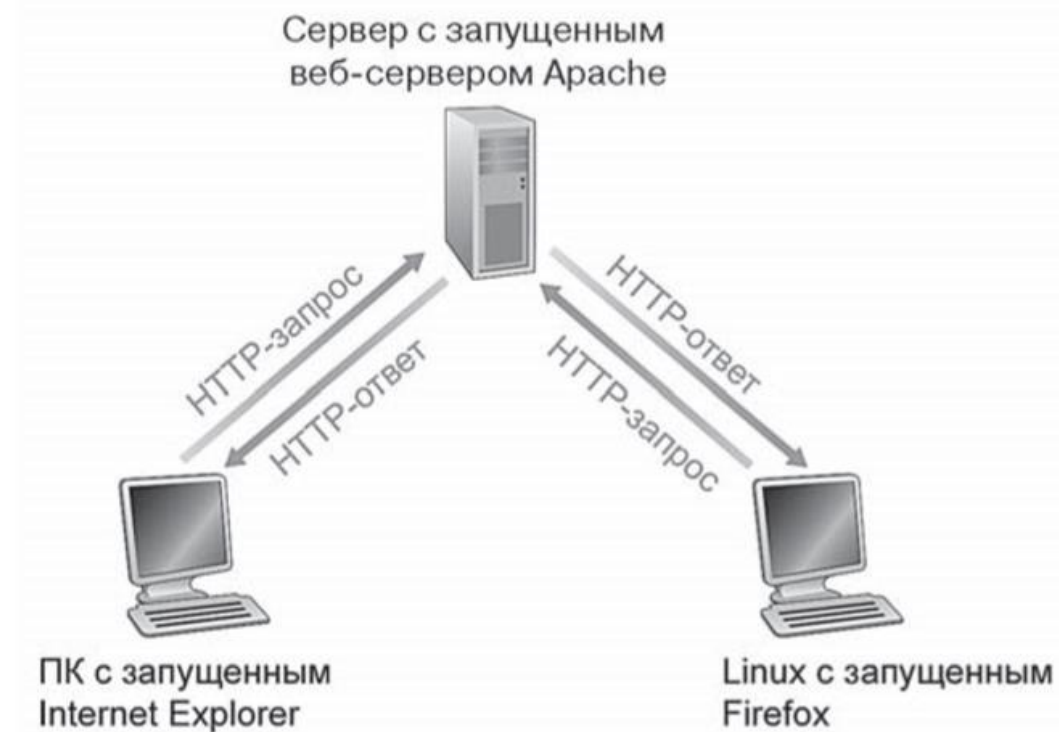 Сервер с запущенным
веб-сервером Apache
HTTP-запрос
HTTP-ответ
HTTP-ответ
HTTP-запрос
ПК с запущенным
Internet Explorer
Linux с запущенным
Firefox